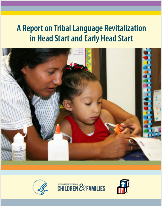 A Report on Tribal Language Revitalization
in Head Start and Early Head Start
CHILDREN & FAMILIES